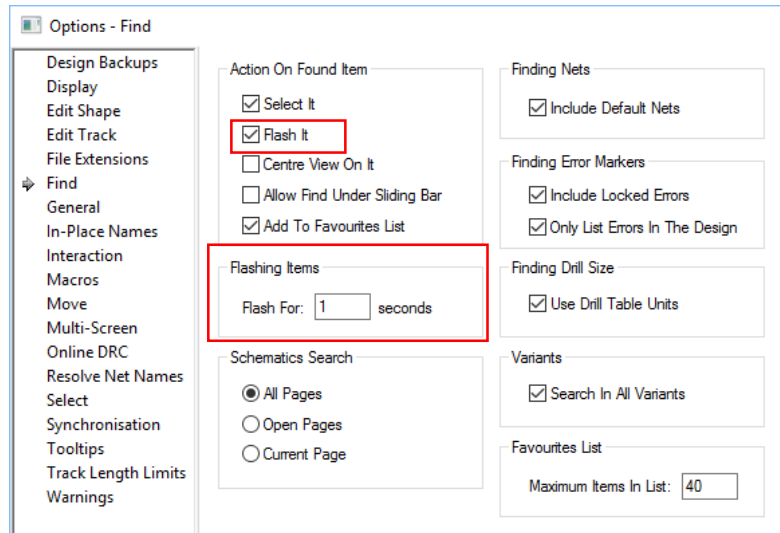 Options - Find
Design Backups
Display
Edit Shape
Edit Track
File Extensions
Find
General
In-Place Names
Interaction
Macros
Move
Multi-Screen
Online DRC
Resolve Net Names
Select
Synchronisation
Tooltips
Track Length Limits
Warnings
Action On Found Item
Select It
Flash It
Centre View On It
Allow Find Under Sliding Bar
Add To Favourites List
Flashing Items
Flash For: 1 seconds
Schematics Search
All Pages
Open Pages
Current Page
Finding Nets
Include Default Nets
Finding Error Markers
Include Locked Errors
Only List Errors In The Design
Finding Drill Size
Use Drill Table Units
Variants
Search In All Variants
Favourites List
Maximum Items In List: 40